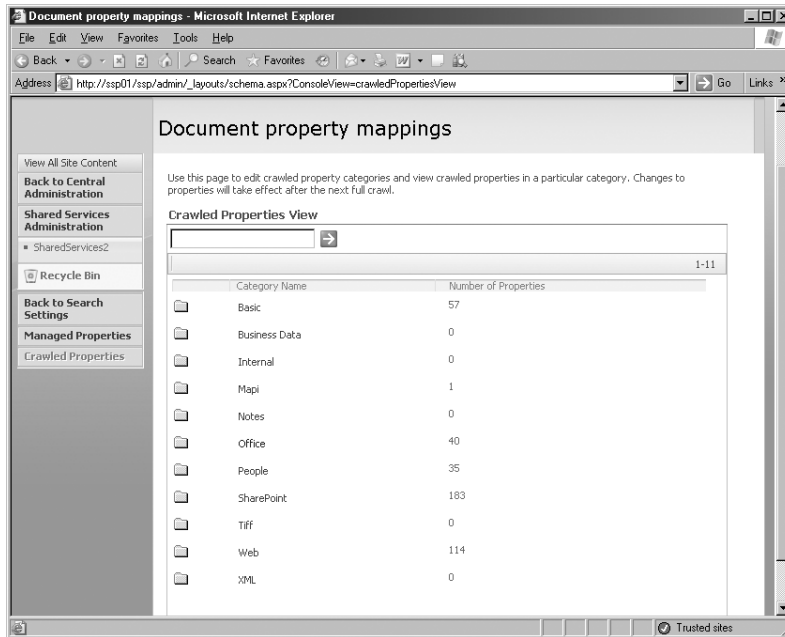 Document property mappings - Microsoft Internet Explorer
File Edit View Favorites Tools Help
Back Search Favorites
Address http://ssp01/ssp/admin/_layouts/schema.aspx?ConsoleView=crawledPropertiesView Go Links »
Document property mappings
View All Site Content
Back to Central
Administration
Shared Services
Administration
SharedServices2
Recycle Bin
Back to Search
Settings
Managed Properties
Crawled Properties
Use this page to edit crawled property categories and view crawled properties in a particular category. Changes to
properties will take effect after the next full crawl.
Crawled Properties View
1-11
Category Name Number of Properties
Basic 57
Business Data 0
Internal 0
Mapi 1
Notes 0
Office 40
People 35
SharePoint 183
Tiff 0
Web 114
XML 0
Trusted sites